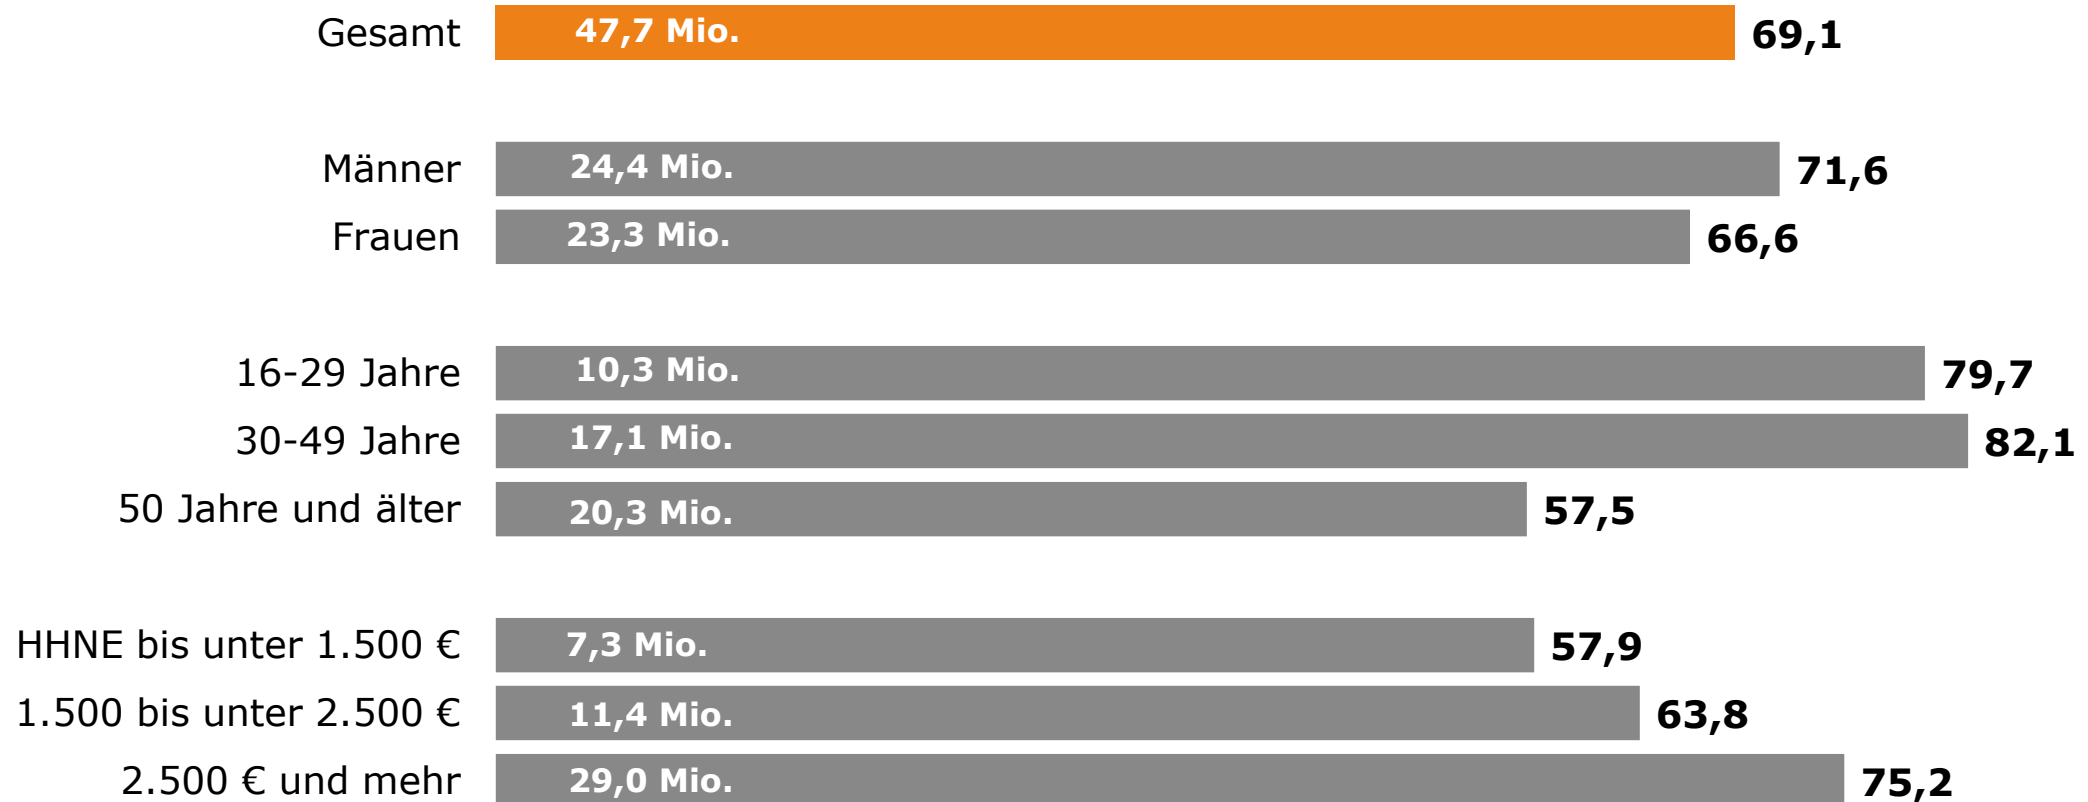 Gesamt 47,7 Mio. 69,1
Männer 24,4 Mio. 71,6
Frauen 23,3 Mio. 66,6
16-29 Jahre 10,3 Mio. 79,7
30-49 Jahre 17,1 Mio. 82,1
50 Jahre und älter 20,3 Mio. 57,5
HHNE bis unter 1.500 € 7,3 Mio. 57,9
1.500 bis unter 2.500 € 11,4 Mio. 63,8
2.500 € und mehr 29,0 Mio. 75,2